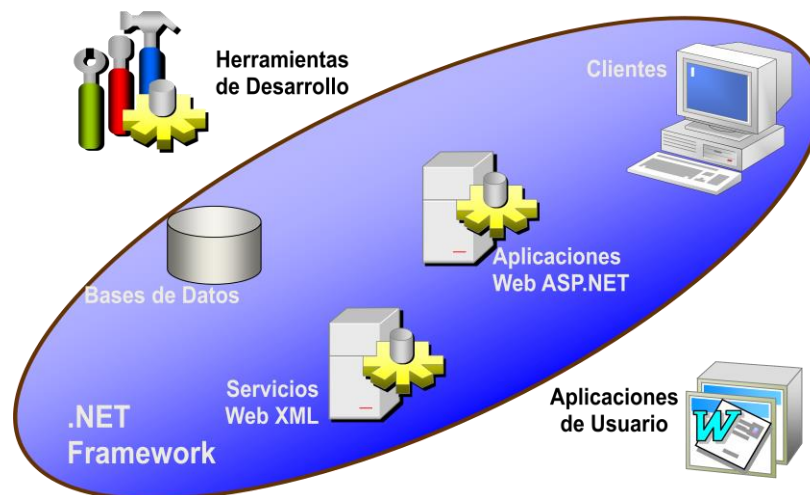 Herramientas
de Desarrollo
Clientes
Aplicaciones
Web ASP.NET
Bases de Datos
Servicios
Web XML
.NET
Framework
Aplicaciones
de Usuario
W